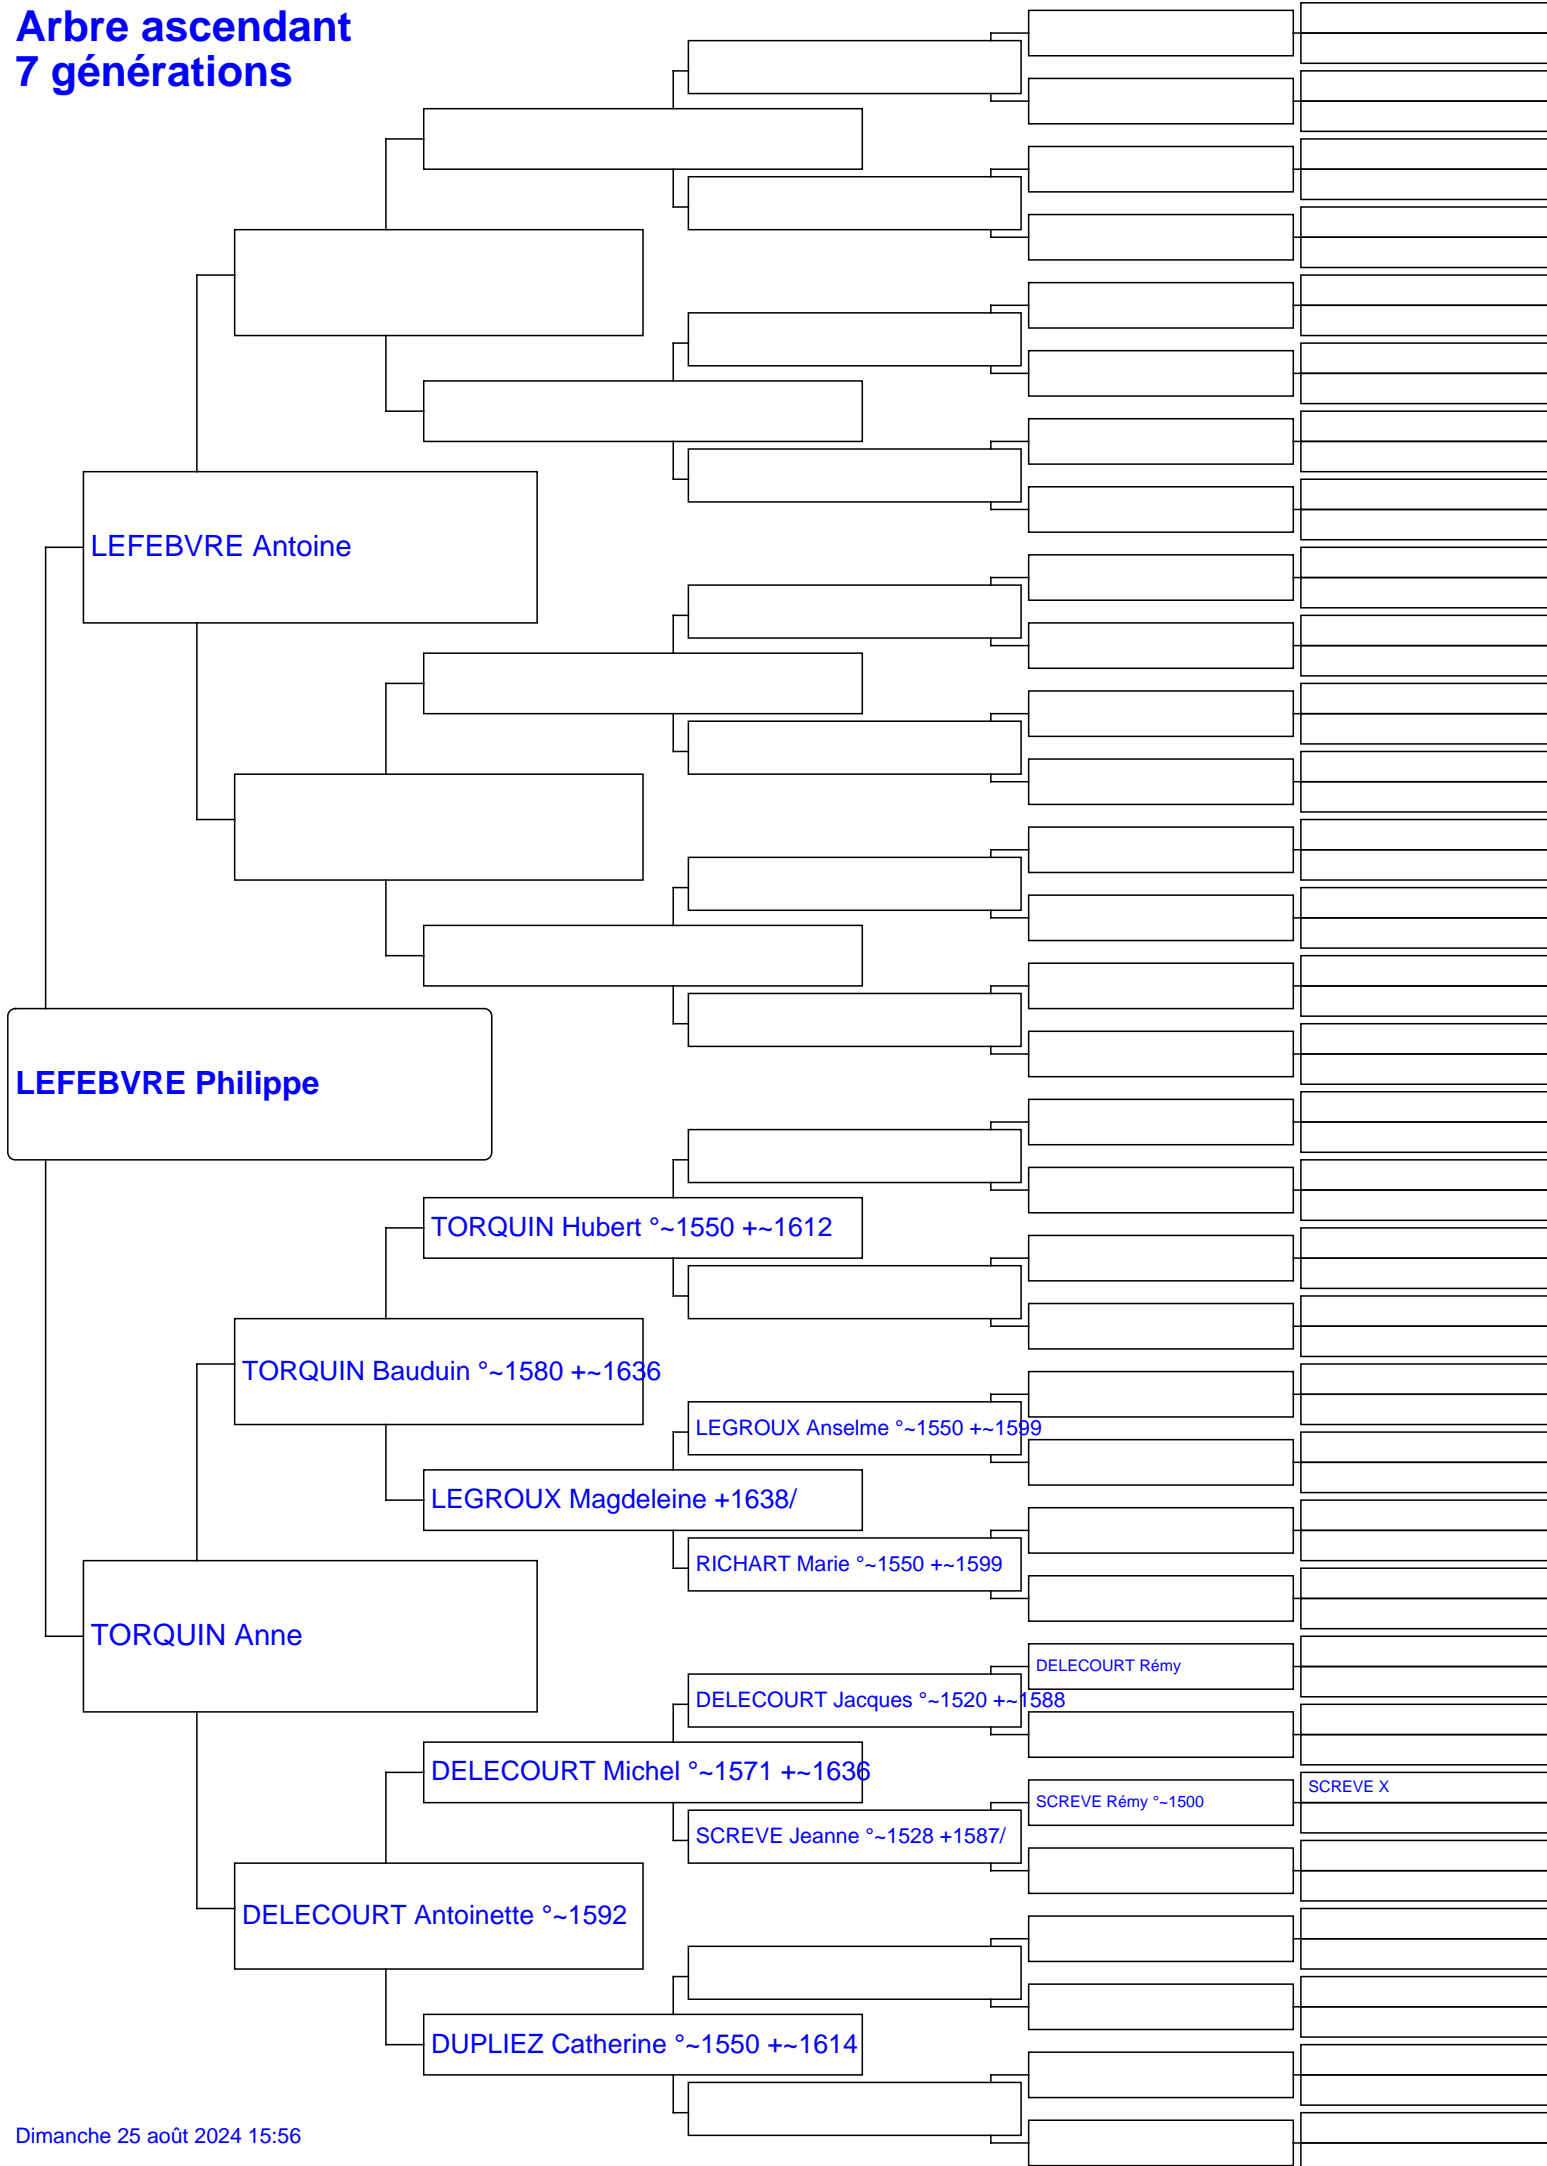 Arbre ascendant
7 générations
LEFEBVRE Antoine
LEFEBVRE Philippe
TORQUIN Hubert °~1550 +~1612
TORQUIN Bauduin °~1580 +~1636
LEGROUX Anselme °~1550 +~1599
LEGROUX Magdeleine +1638/
RICHART Marie °~1550 +~1599
TORQUIN Anne
DELECOURT Rémy
DELECOURT Jacques °~1520 +~1588
DELECOURT Michel °~1571 +~1636
SCREVE X
SCREVE Rémy °~1500
SCREVE Jeanne °~1528 +1587/
DELECOURT Antoinette °~1592
DUPLIEZ Catherine °~1550 +~1614
Dimanche 25 août 2024 15:56